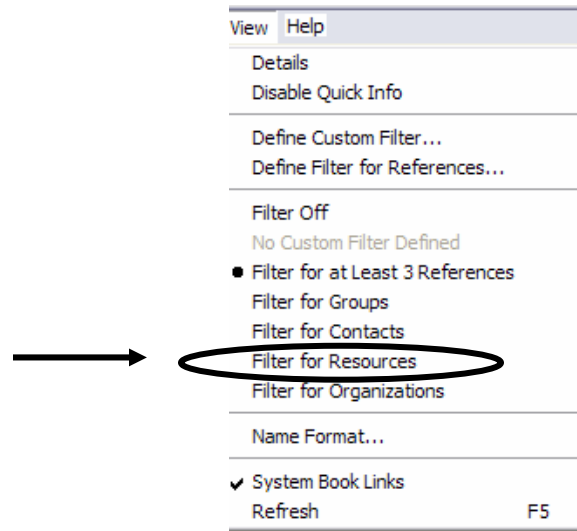 View Help
Details
Disable Quick Info
Define Custom Filter...
Define Filter for References...
Filter Off
No Custom Filter Defined
Filter for at Least 3 References
Filter for Groups
Filter for Contacts
Filter for Resources
Filter for Organizations
Name Format...
System Book Links
Refresh F5